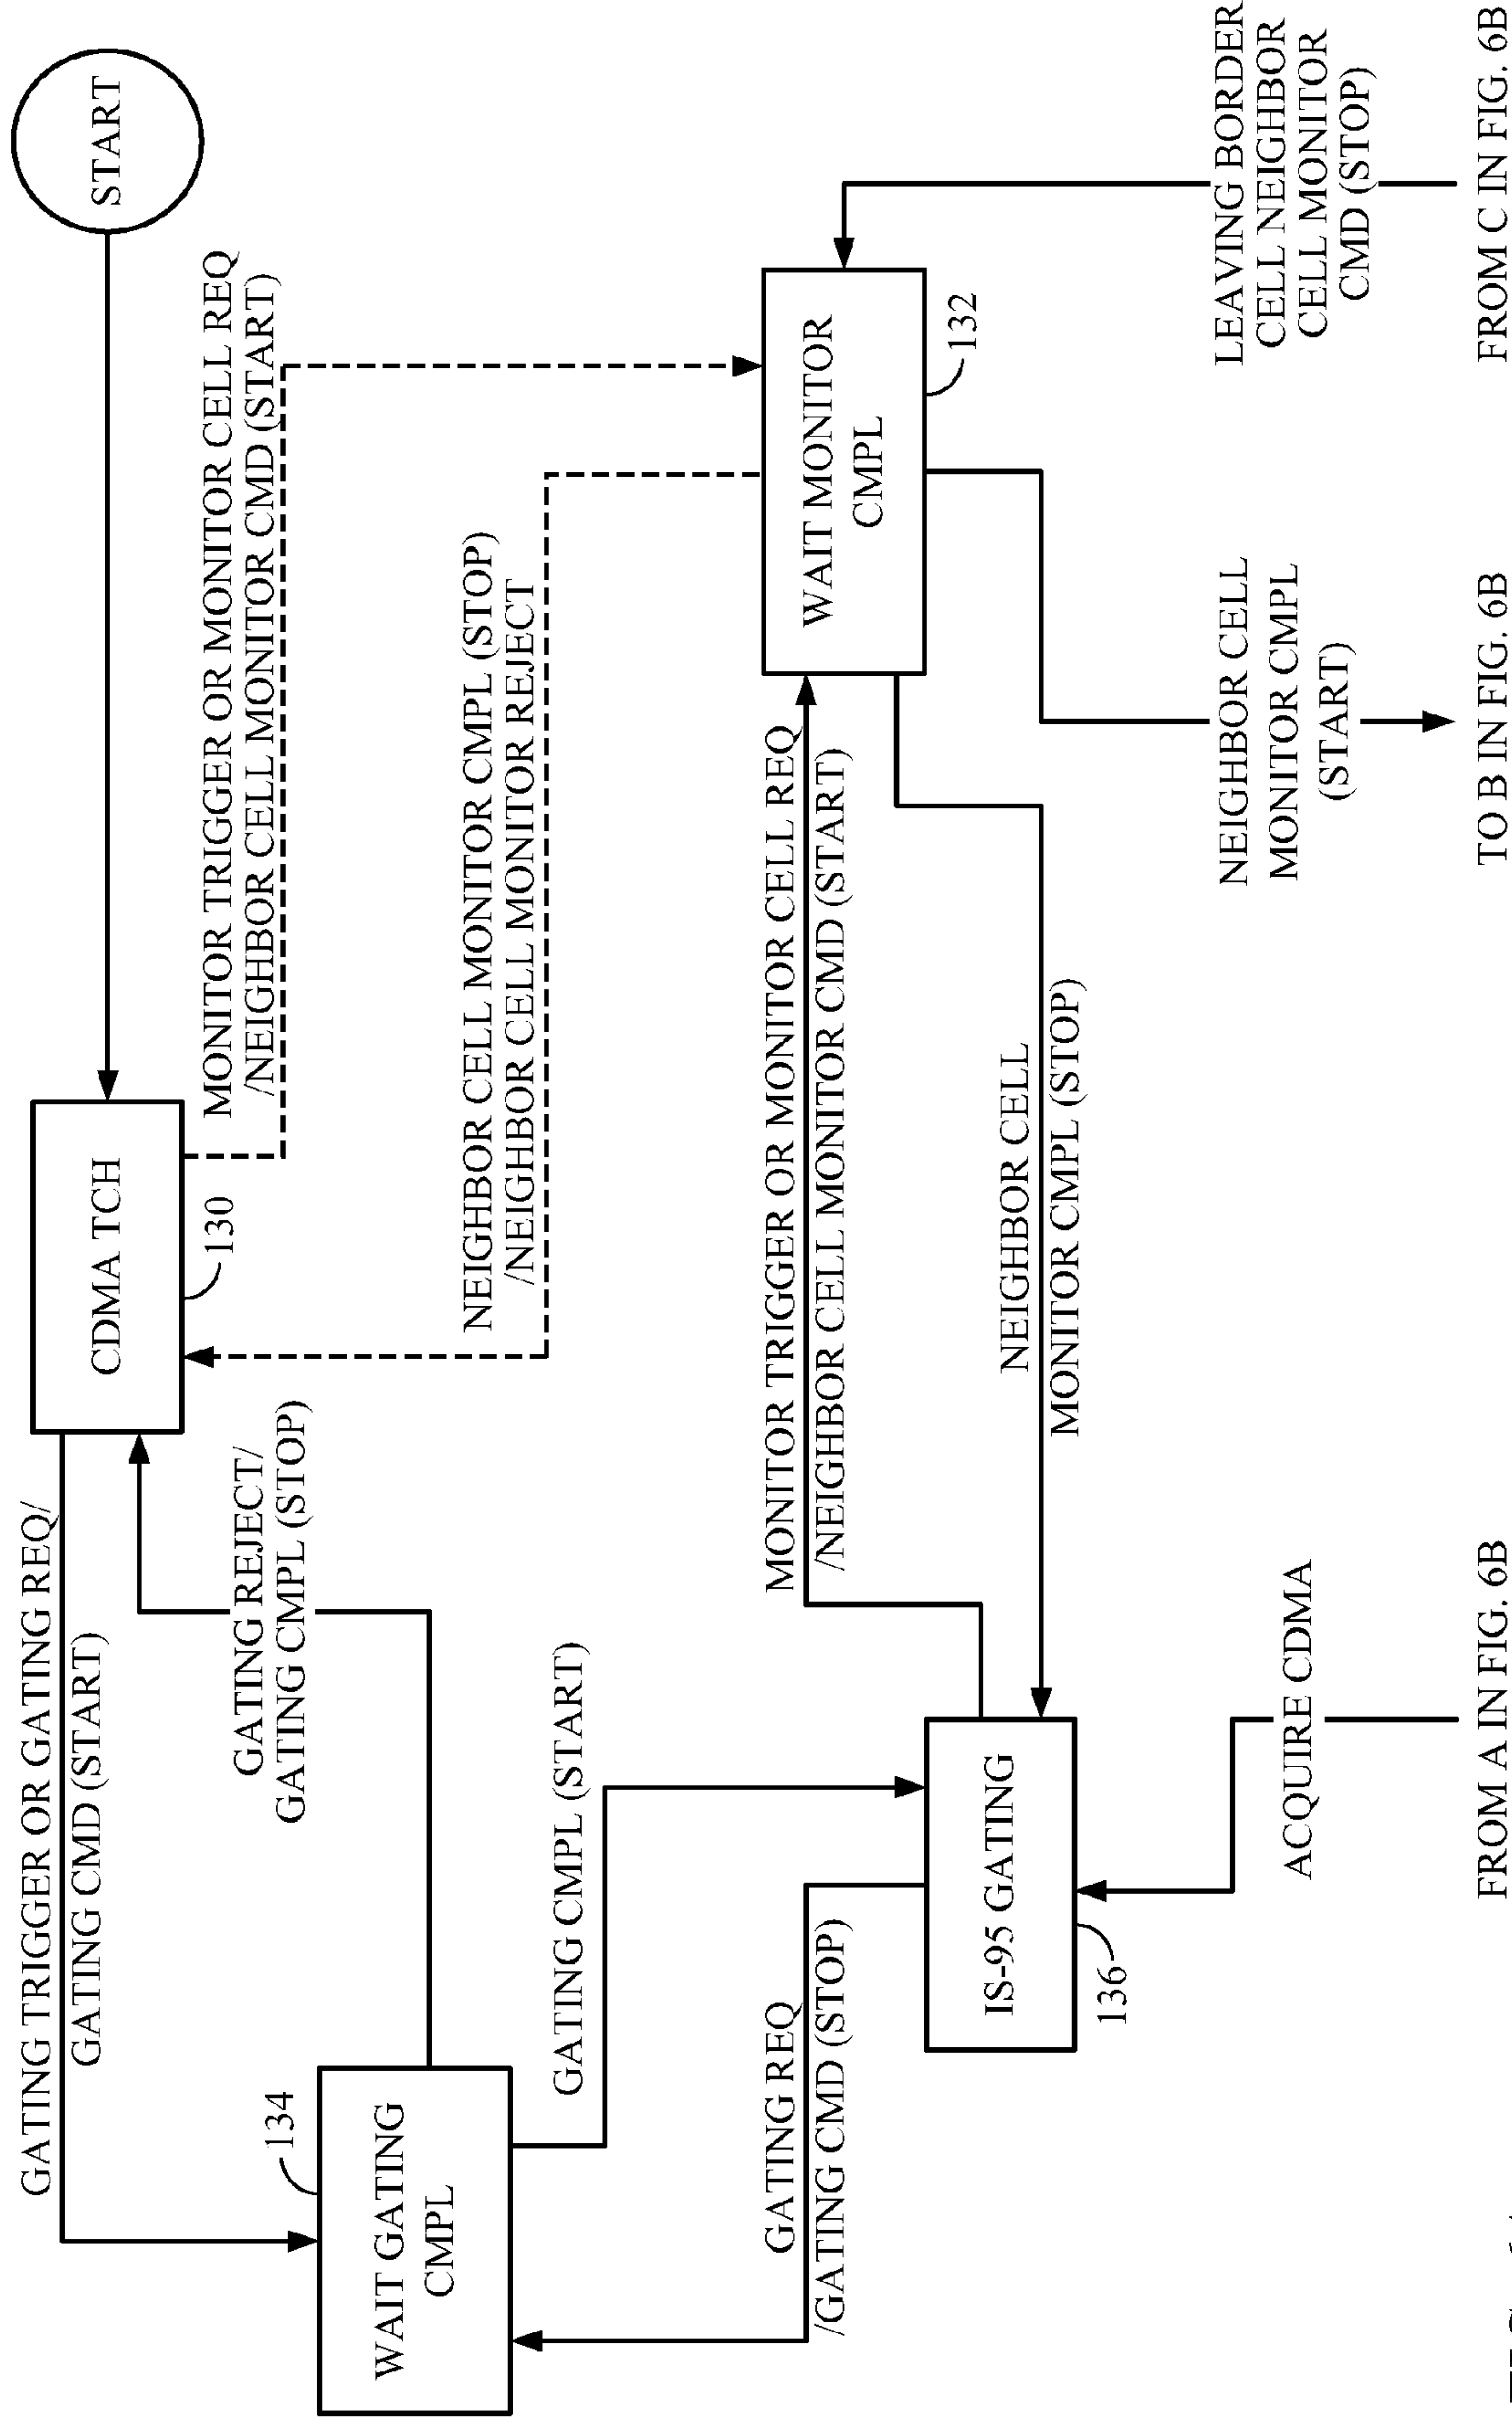 START
CDMA TCH
130
GATING TRIGGER OR GATING REQ/
GATING CMD (START)
GATING REJECT/
GATING CMPL (STOP)
MONITOR TRIGGER OR MONITOR CELL REQ
/NEIGHBOR CELL MONITOR CMD (START)
NEIGHBOR CELL MONITOR CMPL (STOP)
/NEIGHBOR CELL MONITOR REJECT
134
WAIT GATING
CMPL
GATING CMPL (START)
GATING REQ
/GATING CMD (STOP)
MONITOR TRIGGER OR MONITOR CELL REQ
/NEIGHBOR CELL MONITOR CMD (START)
WAIT MONITOR
CMPL
132
IS-95 GATING
136
NEIGHBOR CELL
MONITOR CMPL (STOP)
ACQUIRE CDMA
NEIGHBOR CELL
MONITOR CMPL
(START)
LEAVING BORDER
CELL NEIGHBOR
CELL MONITOR
CMD (STOP)
FROM A IN FIG. 6B
TO B IN FIG. 6B
FROM C IN FIG. 6B